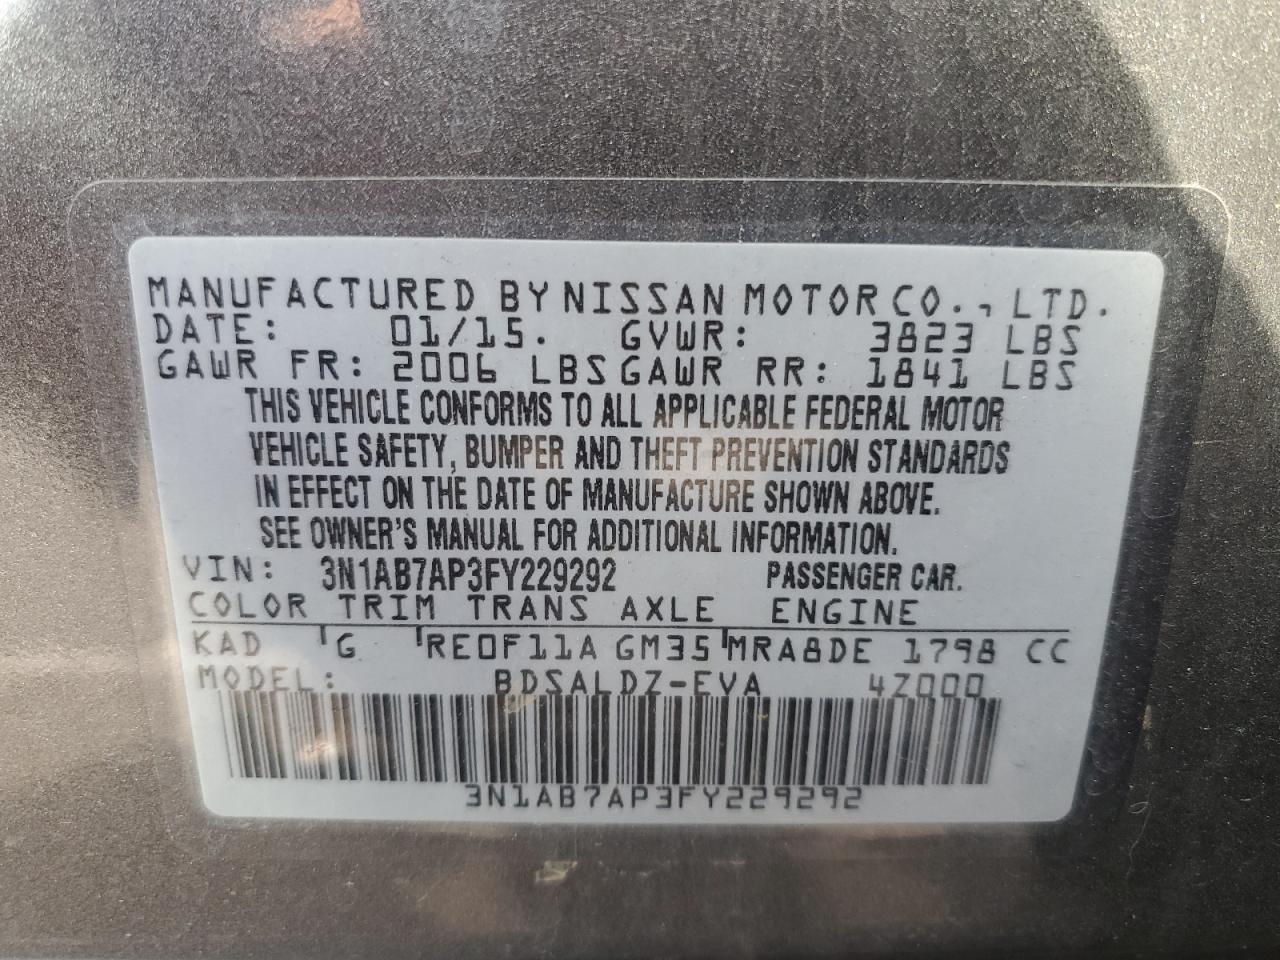 MANUFACTURED BY NISSAN MOTOR CO., LTD.
DATE: 01/15. GVWR: 3823 LBS
GAWR FR: 2006 LBS GAWR RR: 1841 LBS
THIS VEHICLE CONFORMS TO ALL APPLICABLE FEDERAL MOTOR
VEHICLE SAFETY, BUMPER AND THEFT PREVENTION STANDARDS
IN EFFECT ON THE DATE OF MANUFACTURE SHOWN ABOVE.
SEE OWNER'S MANUAL FOR ADDITIONAL INFORMATION.
VIN: 3N1AB7AP3FY229292 PASSENGER CAR.
COLOR TRIM TRANS AXLE ENGINE
KAD G RE0F11A GM35 MRA8DE 1798 CC
MODEL: BDSALDZ-EVA 4Z000
3N1AB7AP3FY229292